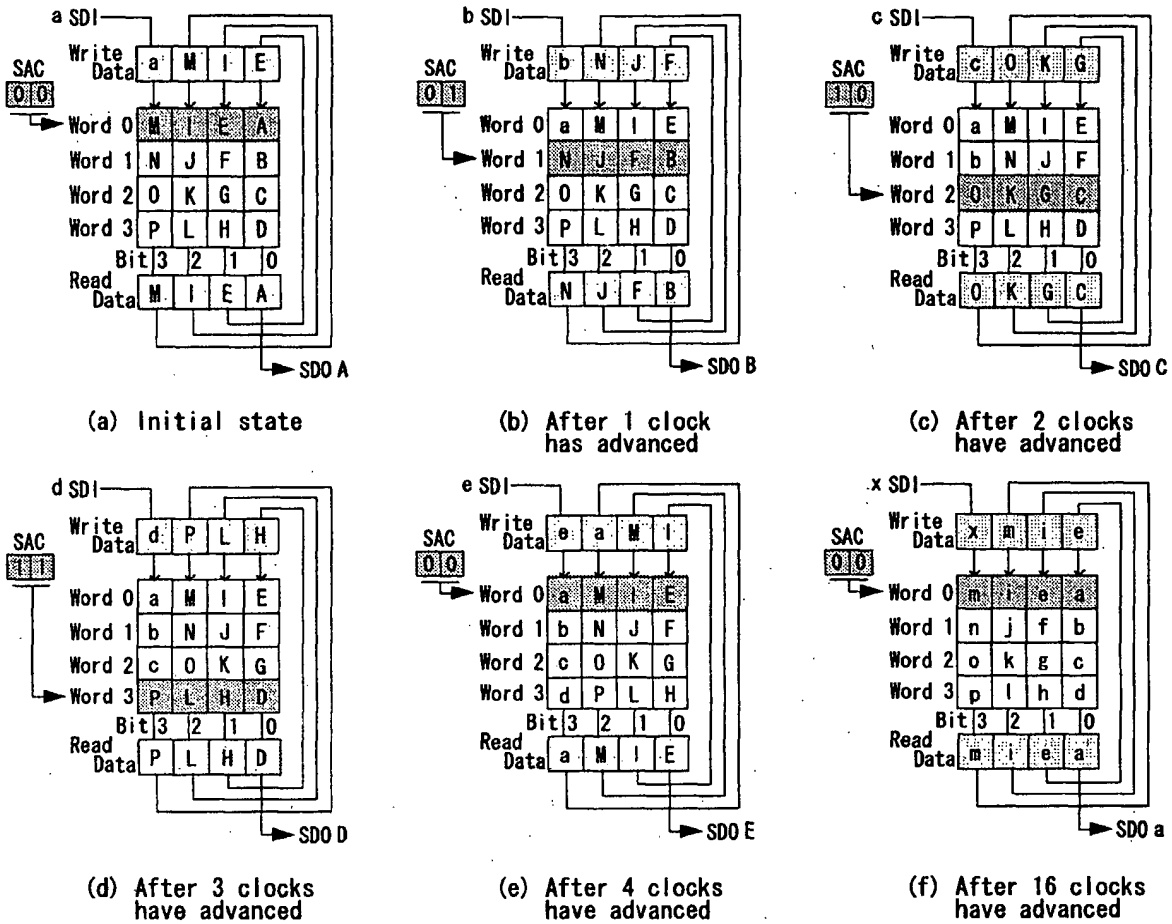 a SDI
Write Data a M I E
SAC
0 0
Word 0 M I E A
Word 1 N J F B
Word 2 O K G C
Word 3 P L H D
Bit 3 2 1 0
Read Data M I E A
SDO A
(a) Initial state
b SDI
Write Data b N J F
SAC
0 1
Word 0 a M I E
Word 1 N J F B
Word 2 O K G C
Word 3 P L H D
Bit 3 2 1 0
Read Data N J F B
SDO B
(b) After 1 clock
has advanced
c SDI
Write Data c O K G
SAC
1 0
Word 0 a M I E
Word 1 b N J F
Word 2 O K G C
Word 3 P L H D
Bit 3 2 1 0
Read Data O K G C
SDO C
(c) After 2 clocks
have advanced
d SDI
Write Data d P L H
SAC
1 1
Word 0 a M I E
Word 1 b N J F
Word 2 c O K G
Word 3 P L H D
Bit 3 2 1 0
Read Data P L H D
SDO D
(d) After 3 clocks
have advanced
e SDI
Write Data e a M I
SAC
0 0
Word 0 a M I E
Word 1 b N J F
Word 2 c O K G
Word 3 d P L H
Bit 3 2 1 0
Read Data a M I E
SDO E
(e) After 4 clocks
have advanced
x SDI
Write Data x m i e
SAC
0 0
Word 0 m i e a
Word 1 n j f b
Word 2 o k g c
Word 3 p l h d
Bit 3 2 1 0
Read Data m i e a
SDO a
(f) After 16 clocks
have advanced